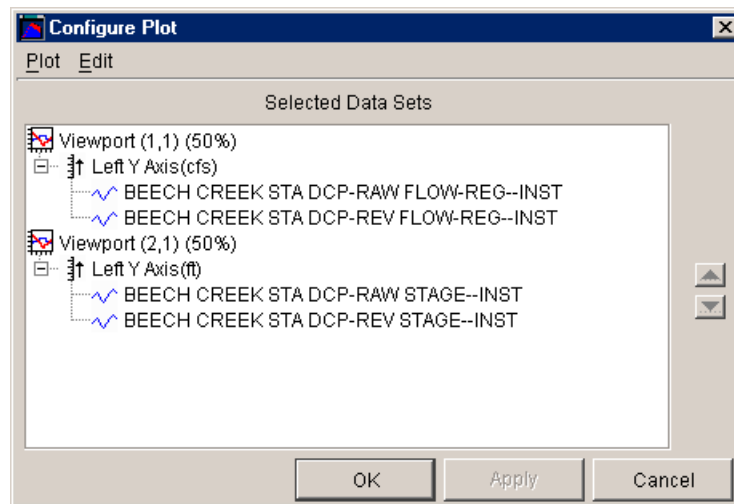 Configure Plot
Plot Edit
Selected Data Sets
Viewport (1,1) (50%)
Left Y Axis(cfs)
BEECH CREEK STA DCP-RAW FLOW-REG--INST
BEECH CREEK STA DCP-REV FLOW-REG--INST
Viewport (2,1) (50%)
Left Y Axis(ft)
BEECH CREEK STA DCP-RAW STAGE--INST
BEECH CREEK STA DCP-REV STAGE--INST
OK Apply Cancel